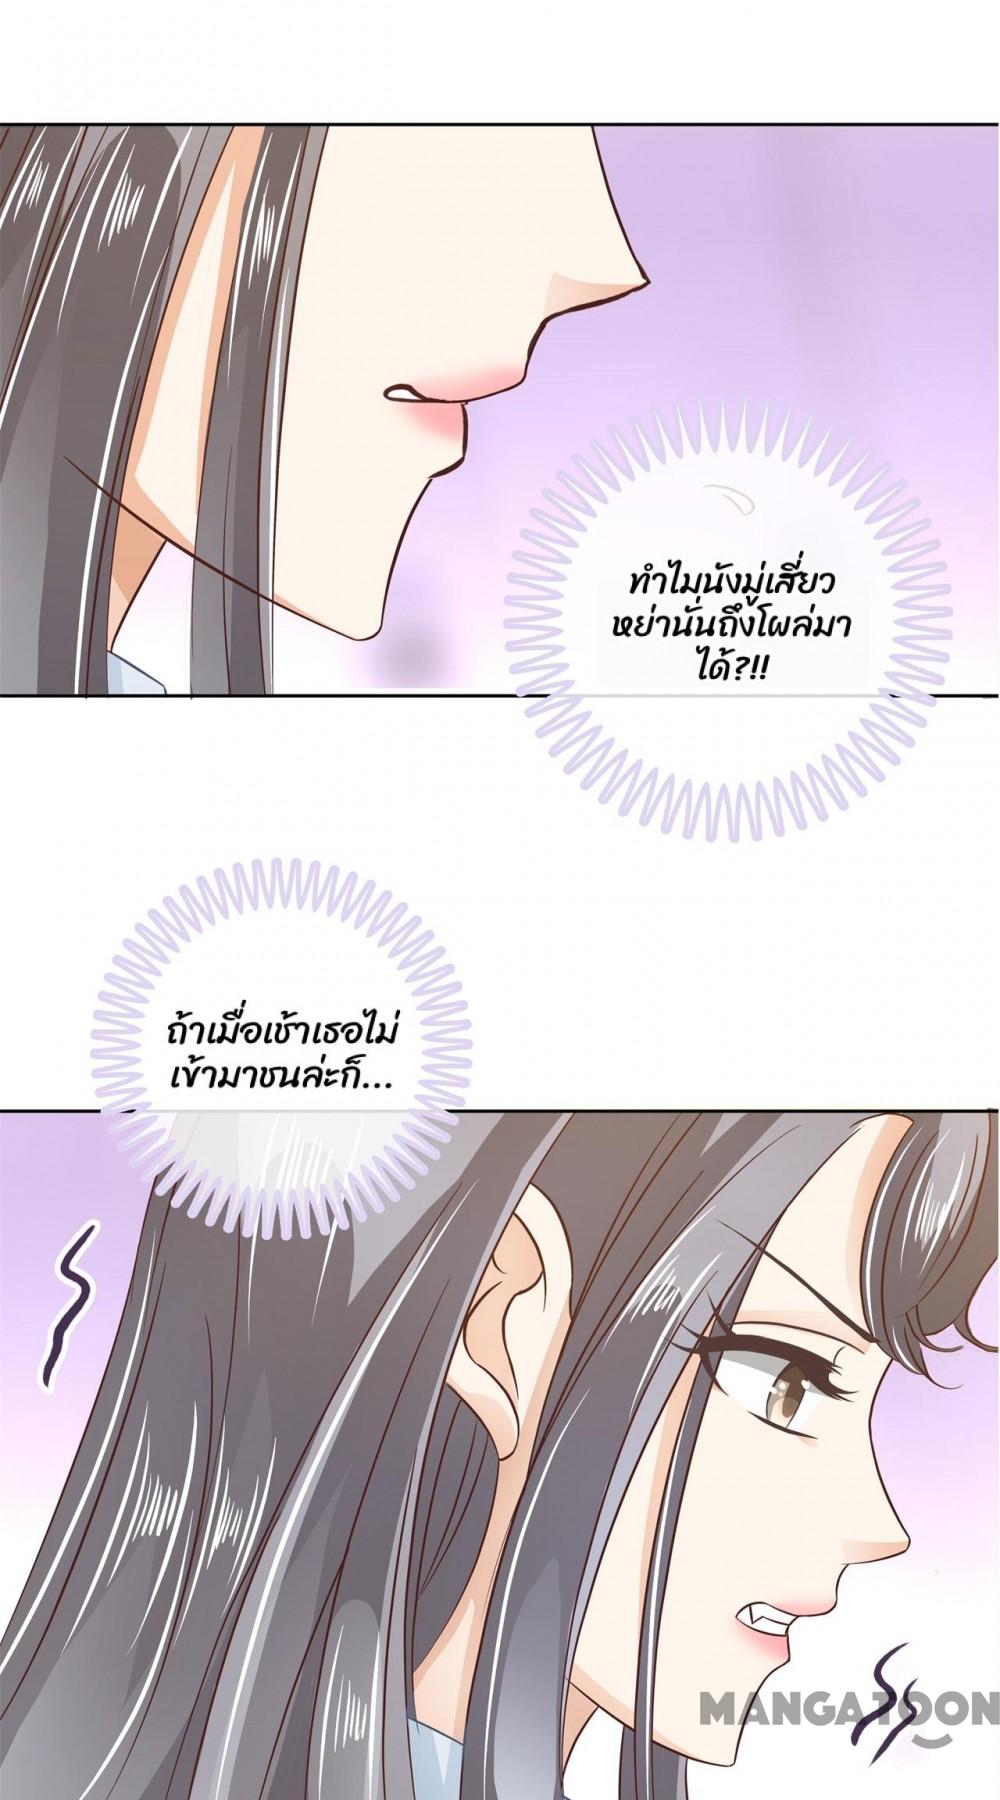 ทำไมนังมู่เสี่ยว
หย่านั่นถึงโผล่มา
ได้?!!
ถ้าเมื่อเช้าเธอไม่
เข้ามาชนล่ะก็...
MANGATOON